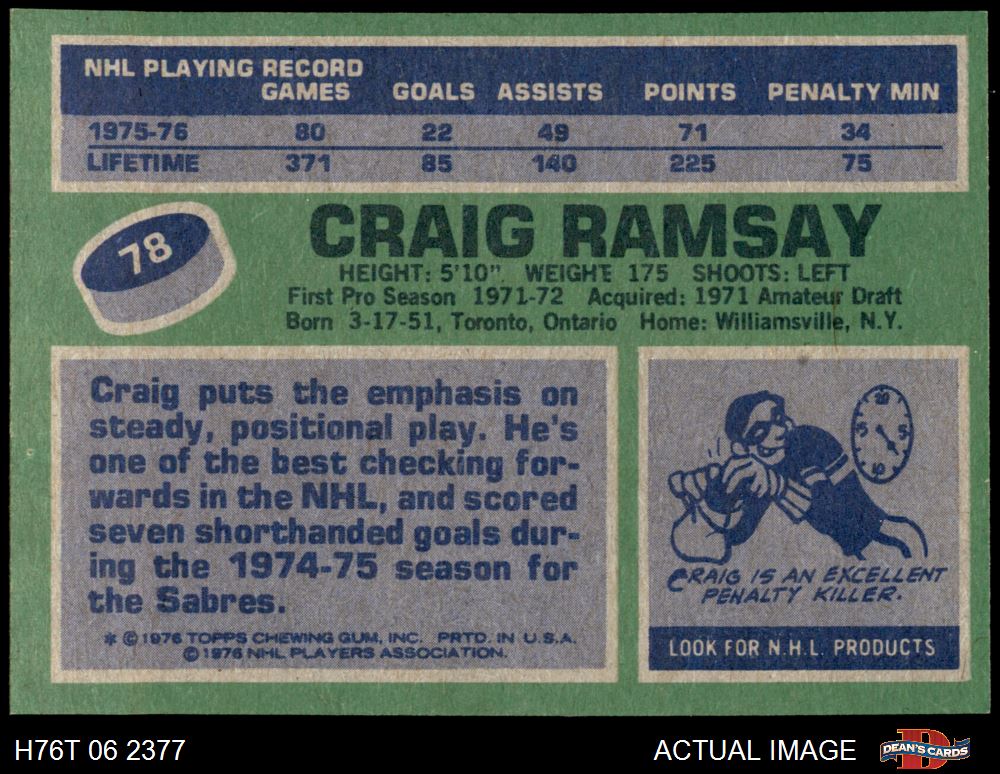 NHL PLAYING RECORD
GAMES GOALS ASSISTS POINTS PENALTY MIN
1975-76 80 22 49 71 34
LIFETIME 371 85 140 225 75
78
CRAIG RAMSAY
HEIGHT: 5'10" WEIGHT 175 SHOOTS: LEFT
First Pro Season 1971-72 Acquired: 1971 Amateur Draft
Born 3-17-51, Toronto, Ontario Home: Williamsville, N.Y.
Craig puts the emphasis on
steady, positional play. He's
one of the best checking for-
wards in the NHL, and scored
seven shorthanded goals dur-
ing the 1974-75 season for
the Sabres.
* © 1976 TOPPS CHEWING GUM, INC. PRTD. IN U.S.A.
© 1976 NHL PLAYERS ASSOCIATION.
20
5 5
10
CRAIG IS AN EXCELLENT
PENALTY KILLER.
LOOK FOR N.H.L. PRODUCTS
H76T 06 2377 ACTUAL IMAGE DEAN'S CARDS